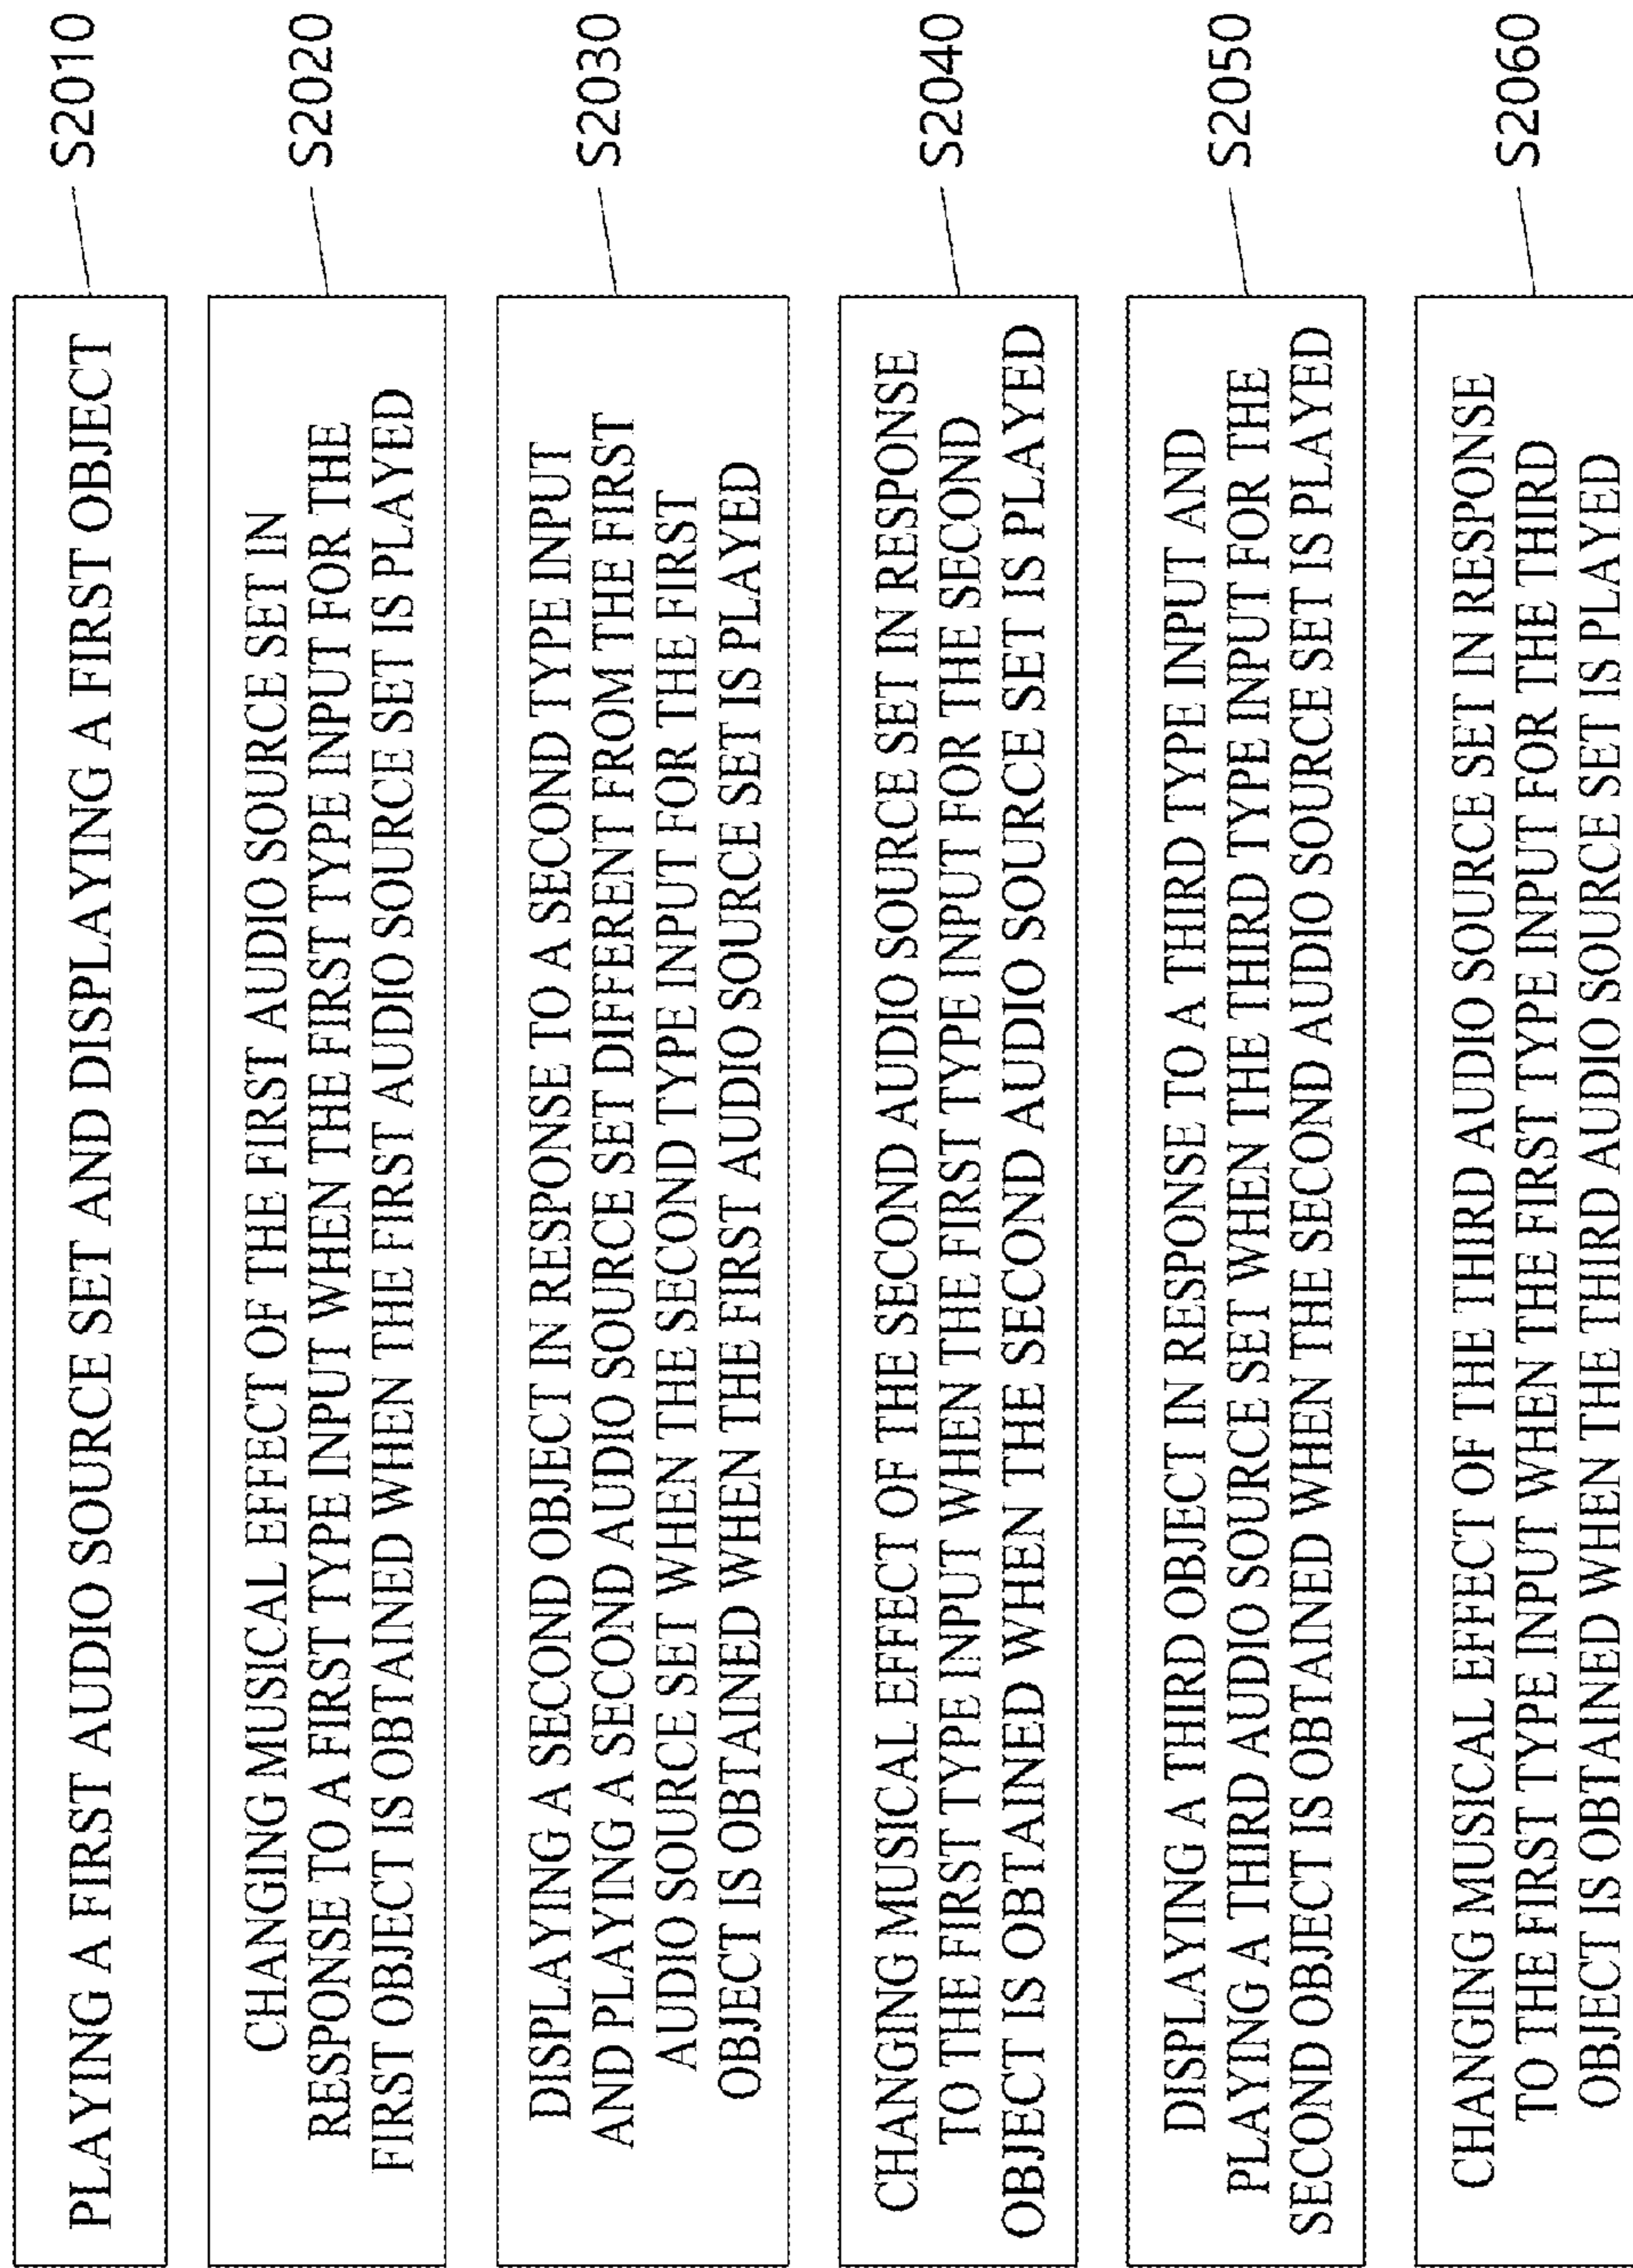 PLAYING A FIRST AUDIO SOURCE SET AND DISPLAYING A FIRST OBJECT
S2010
CHANGING MUSICAL EFFECT OF THE FIRST AUDIO SOURCE SET IN
RESPONSE TO A FIRST TYPE INPUT WHEN THE FIRST TYPE INPUT FOR THE
FIRST OBJECT IS OBTAINED WHEN THE FIRST AUDIO SOURCE SET IS PLAYED
S2020
DISPLAYING A SECOND OBJECT IN RESPONSE TO A SECOND TYPE INPUT
AND PLAYING A SECOND AUDIO SOURCE SET DIFFERENT FROM THE FIRST
AUDIO SOURCE SET WHEN THE SECOND TYPE INPUT FOR THE FIRST
OBJECT IS OBTAINED WHEN THE FIRST AUDIO SOURCE SET IS PLAYED
S2030
CHANGING MUSICAL EFFECT OF THE SECOND AUDIO SOURCE SET IN RESPONSE
TO THE FIRST TYPE INPUT WHEN THE FIRST TYPE INPUT FOR THE SECOND
OBJECT IS OBTAINED WHEN THE SECOND AUDIO SOURCE SET IS PLAYED
S2040
DISPLAYING A THIRD OBJECT IN RESPONSE TO A THIRD TYPE INPUT AND
PLAYING A THIRD AUDIO SOURCE SET WHEN THE THIRD TYPE INPUT FOR THE
SECOND OBJECT IS OBTAINED WHEN THE SECOND AUDIO SOURCE SET IS PLAYED
S2050
CHANGING MUSICAL EFFECT OF THE THIRD AUDIO SOURCE SET IN RESPONSE
TO THE FIRST TYPE INPUT WHEN THE FIRST TYPE INPUT FOR THE THIRD
OBJECT IS OBTAINED WHEN THE THIRD AUDIO SOURCE SET IS PLAYED
S2060